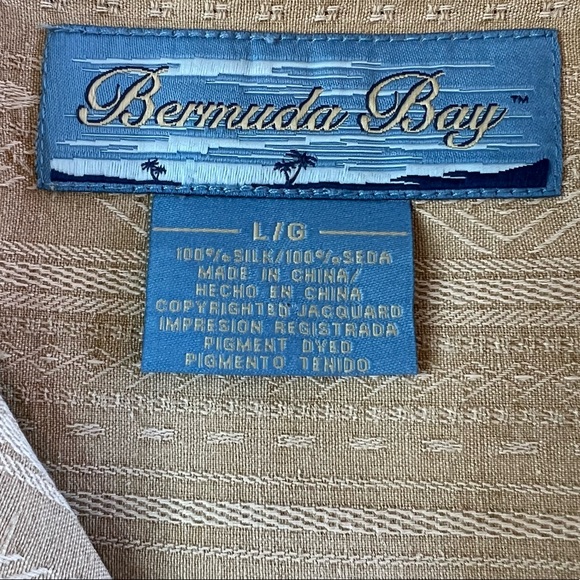 Bermuda Bay™
L/G
100% SILK/100% SEDA
MADE IN CHINA/
HECHO EN CHINA
COPYRIGHTED JACQUARD
IMPRESION REGISTRADA
PIGMENT DYED
PIGMENTO TENIDO